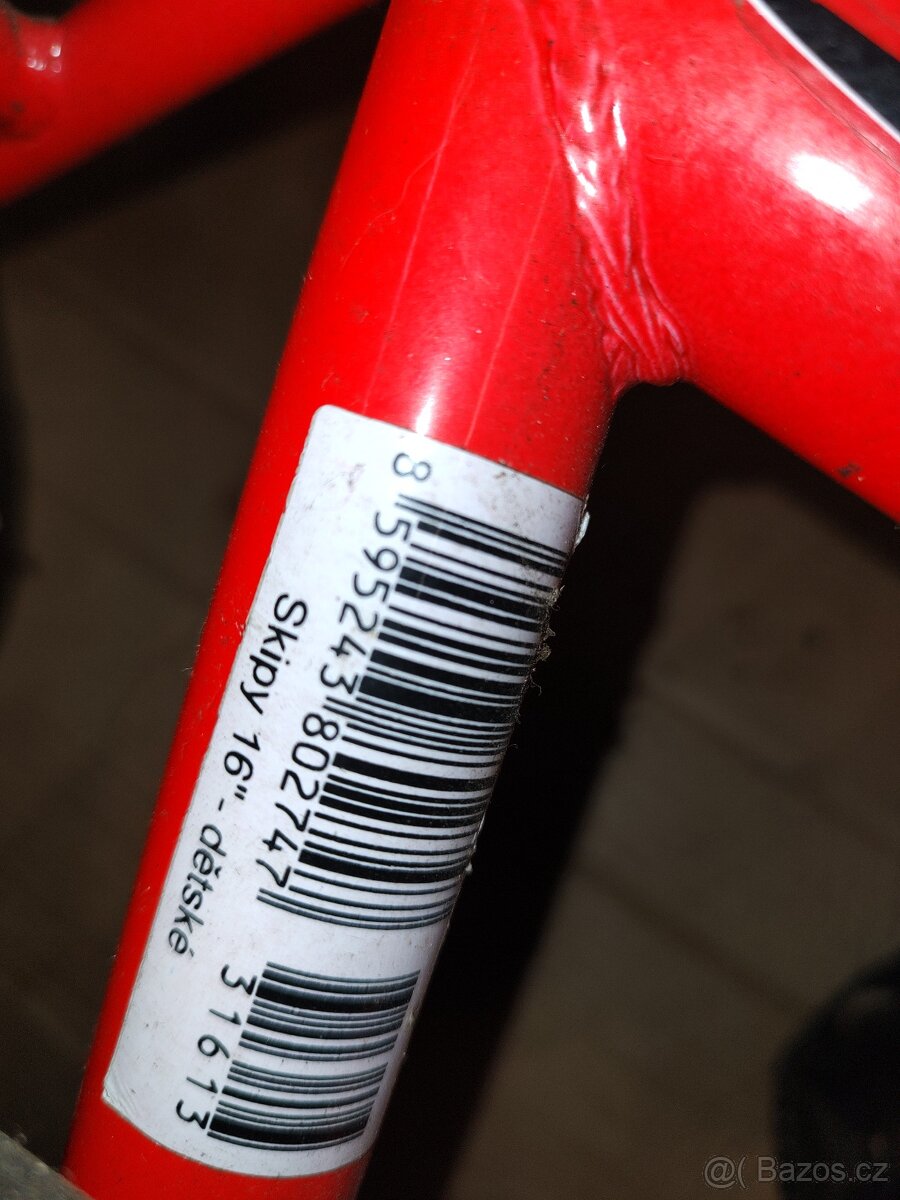 8 595243 802747
Skipy 16" - dětské
31613
@( Bazos.cz